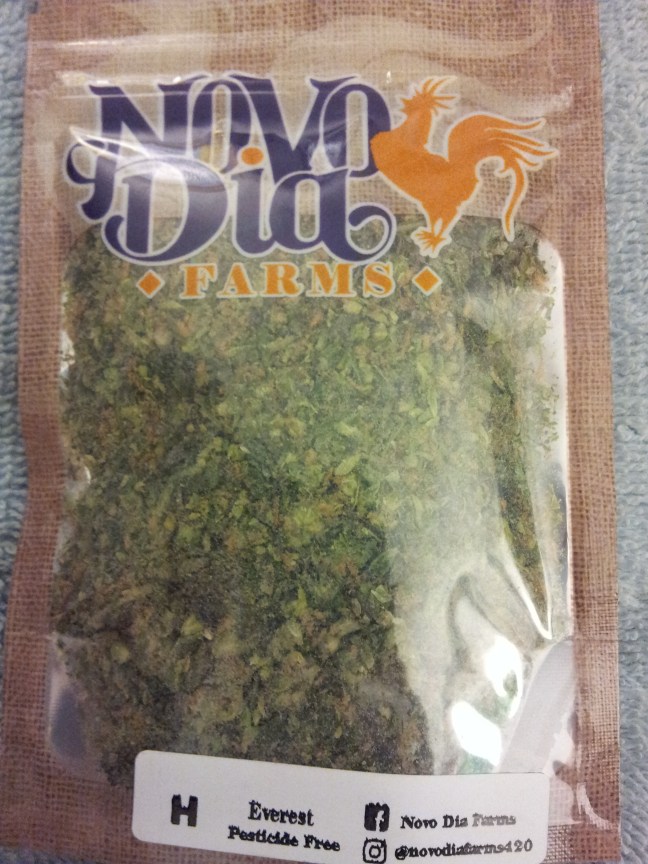 Novo
Dia
FARMS
H
Everest
Pesticide Free
Novo Dia Farms
@novodiafarms420